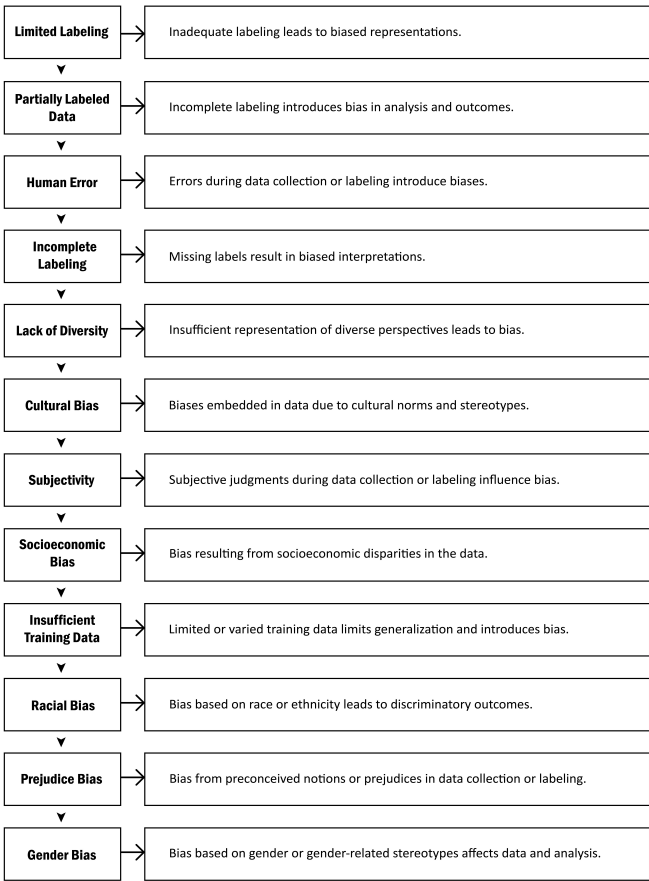 Limited Labeling
Inadequate labeling leads to biased representations.
Partially Labeled
Data
Incomplete labeling introduces bias in analysis and outcomes.
Human Error
Errors during data collection or labeling introduce biases.
Incomplete
Labeling
Missing labels result in biased interpretations.
Lack of Diversity
Insufficient representation of diverse perspectives leads to bias.
Cultural Bias
Biases embedded in data due to cultural norms and stereotypes.
Subjectivity
Subjective judgments during data collection or labeling influence bias.
Socioeconomic
Bias
Bias resulting from socioeconomic disparities in the data.
Insufficient
Training Data
Limited or varied training data limits generalization and introduces bias.
Racial Bias
Bias based on race or ethnicity leads to discriminatory outcomes.
Prejudice Bias
Bias from preconceived notions or prejudices in data collection or labeling.
Gender Bias
Bias based on gender or gender-related stereotypes affects data and analysis.